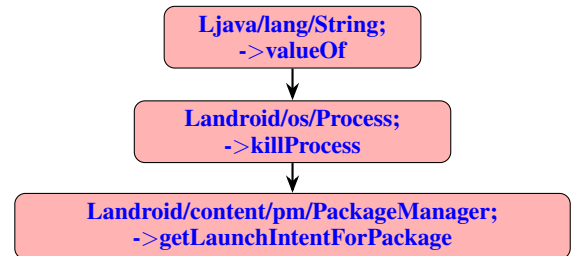 Ljava/lang/String;
->valueOf
Landroid/os/Process;
->killProcess
Landroid/content/pm/PackageManager;
->getLaunchIntentForPackage